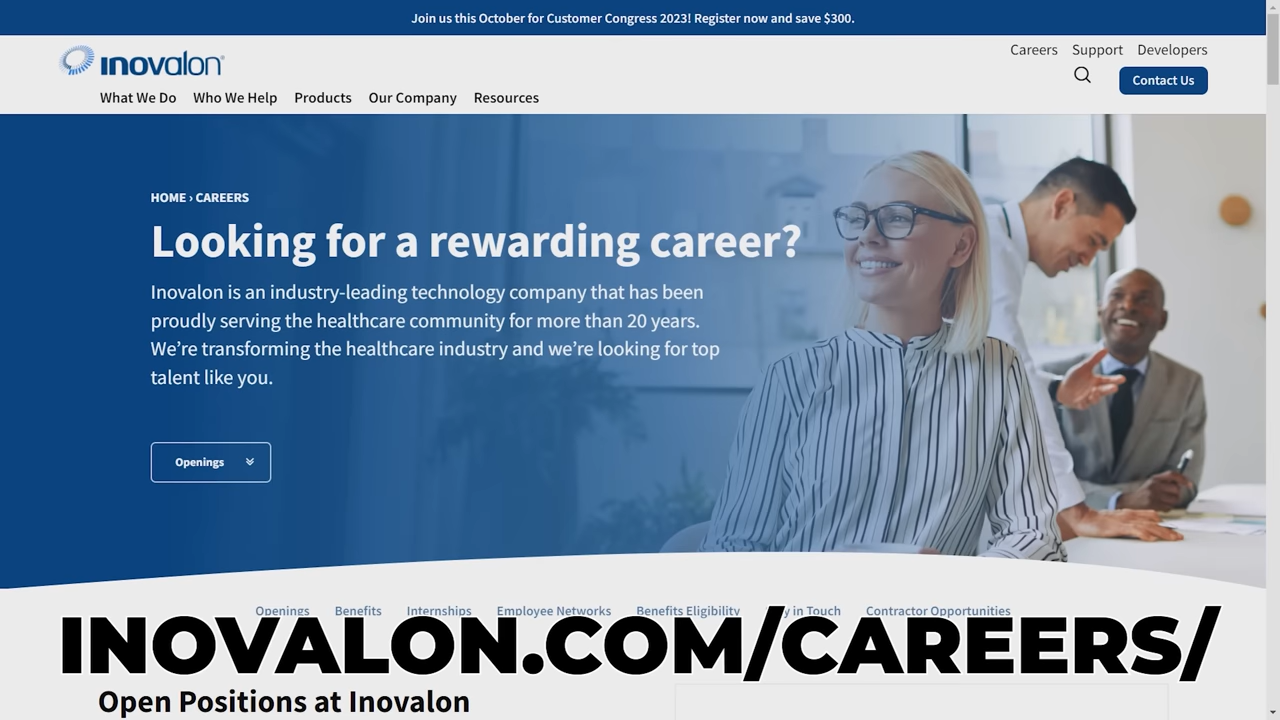 Join us this October for Customer Congress 2023! Register now and save $300.
inovalon
Careers Support Developers
Contact Us
What We Do Who We Help Products Our Company Resources
HOME › CAREERS
Looking for a rewarding career?
Inovalon is an industry-leading technology company that has been
proudly serving the healthcare community for more than 20 years.
We’re transforming the healthcare industry and we’re looking for top
talent like you.
Openings
Openings Benefits Internships Employee Networks Benefits Eligibility in Touch Contractor Opportunities
INOVALON.COM/CAREERS/
Open Positions at Inovalon